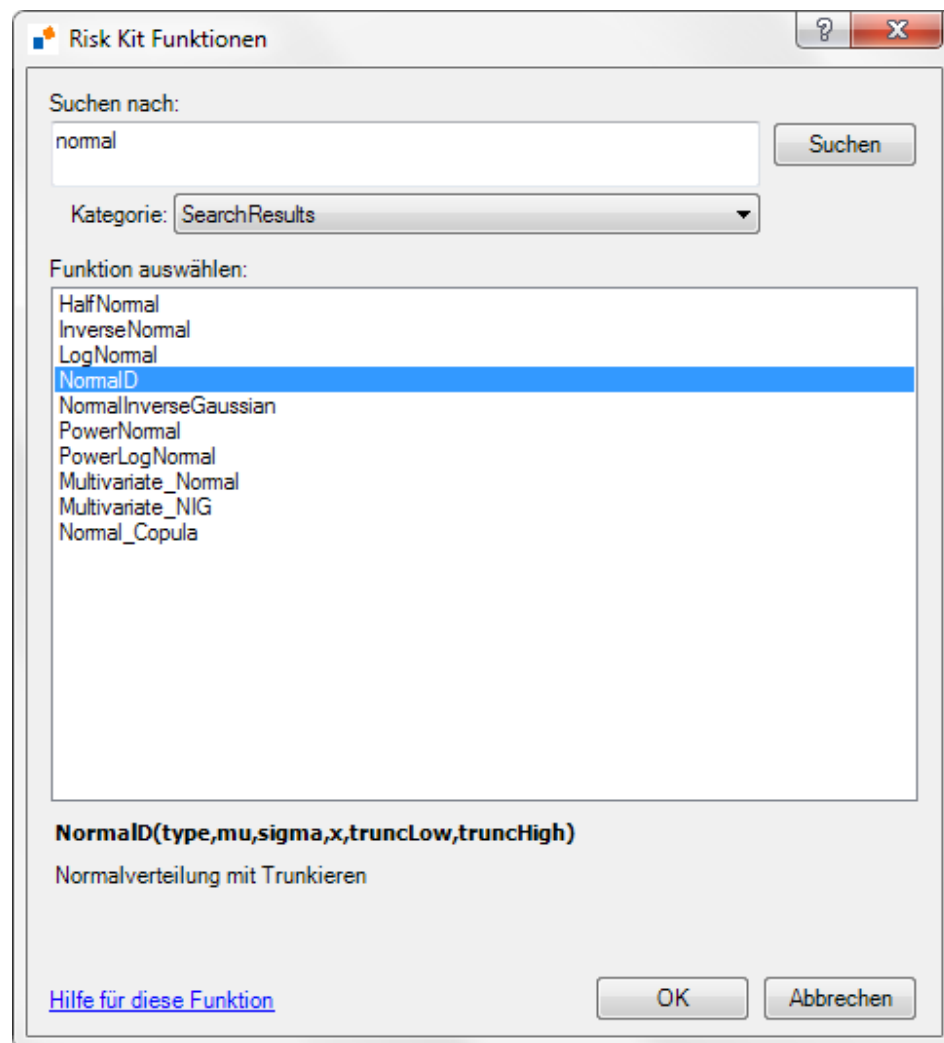 Risk Kit Funktionen
?
X
Suchen nach:
normal
Suchen
Kategorie: SearchResults
Funktion auswählen:
HalfNormal
InverseNormal
LogNormal
NormalD
NormalInverseGaussian
PowerNormal
PowerLogNormal
Multivariate_Normal
Multivariate_NIG
Normal_Copula
NormalD(type,mu,sigma,x,truncLow,truncHigh)
Normalverteilung mit Trunkieren
Hilfe für diese Funktion
OK
Abbrechen